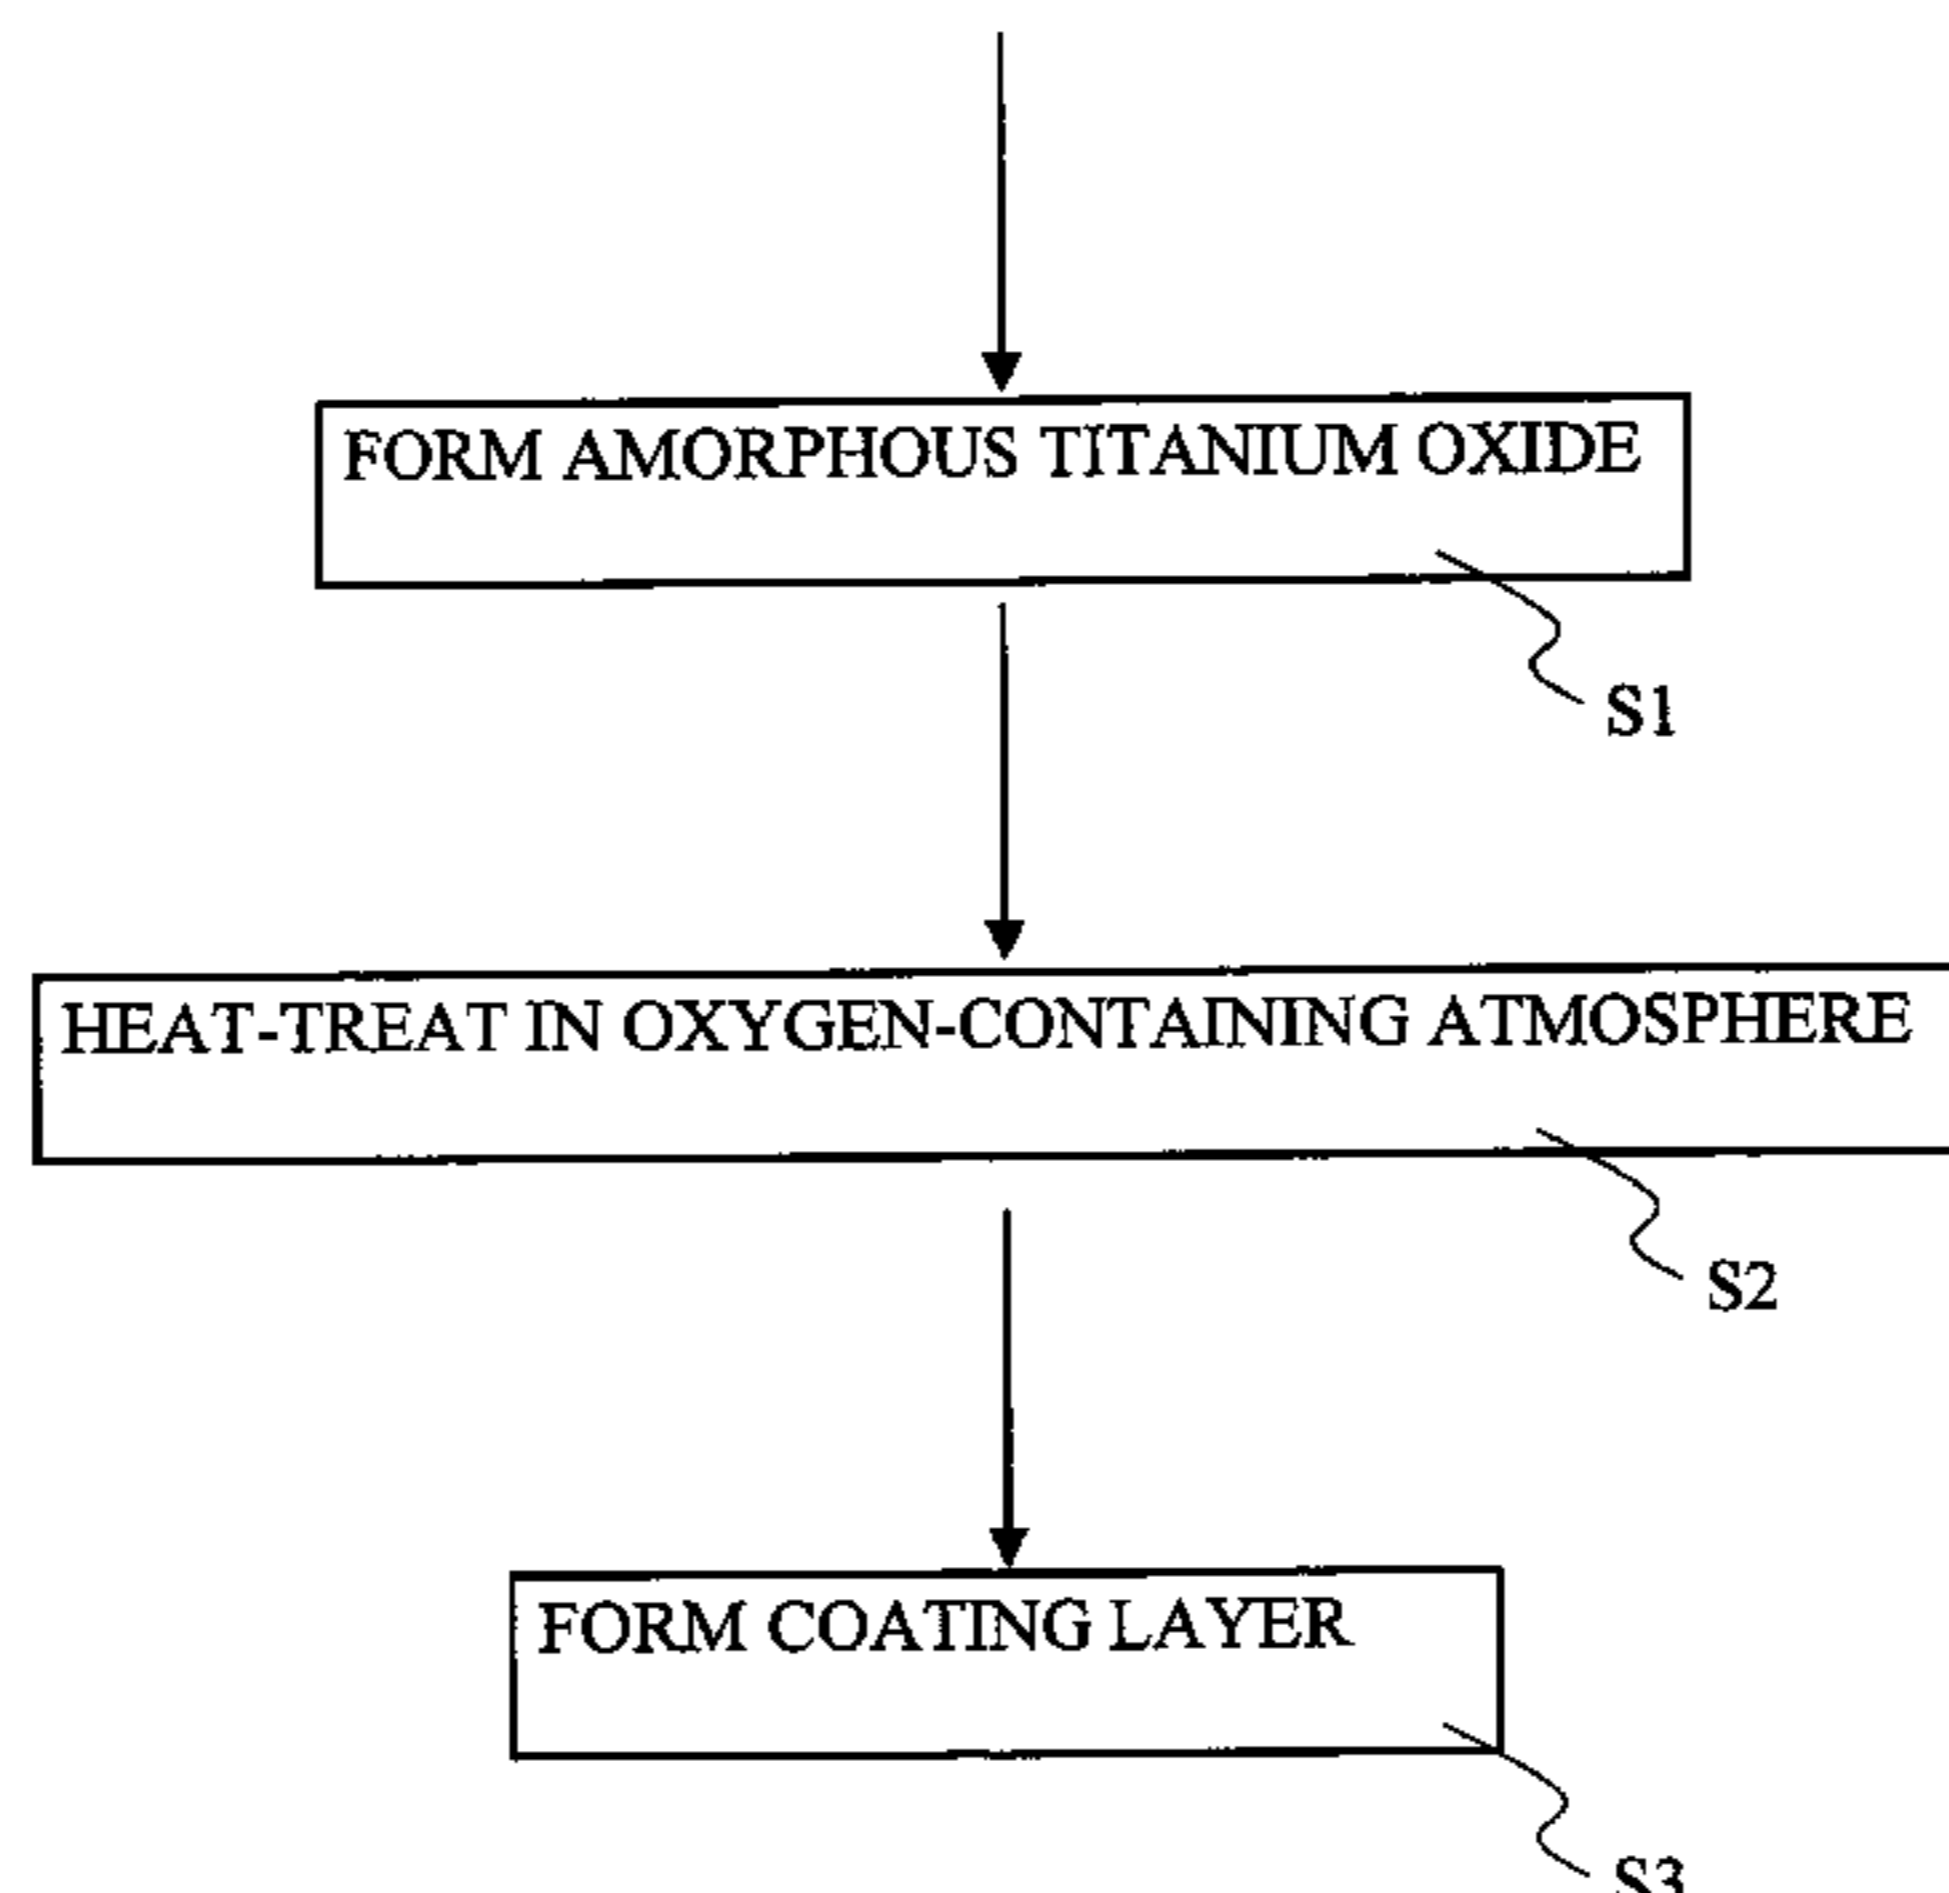 FORM AMORPHOUS TITANIUM OXIDE
S1
HEAT-TREAT IN OXYGEN-CONTAINING ATMOSPHERE
S2
FORM COATING LAYER
S3